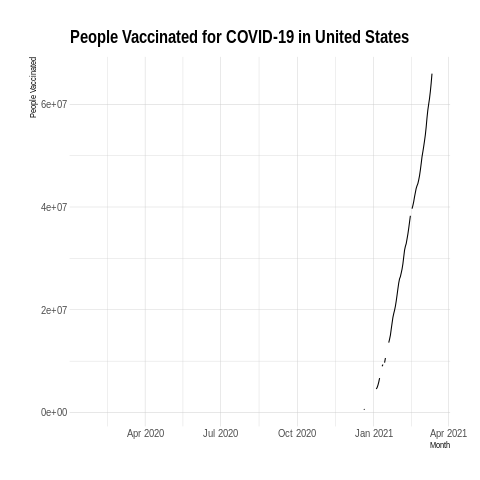 People Vaccinated for COVID-19 in United States
People Vaccinated
6e+07
4e+07
2e+07
0e+00
Apr 2020
Jul 2020
Oct 2020
Jan 2021
Apr 2021
Month